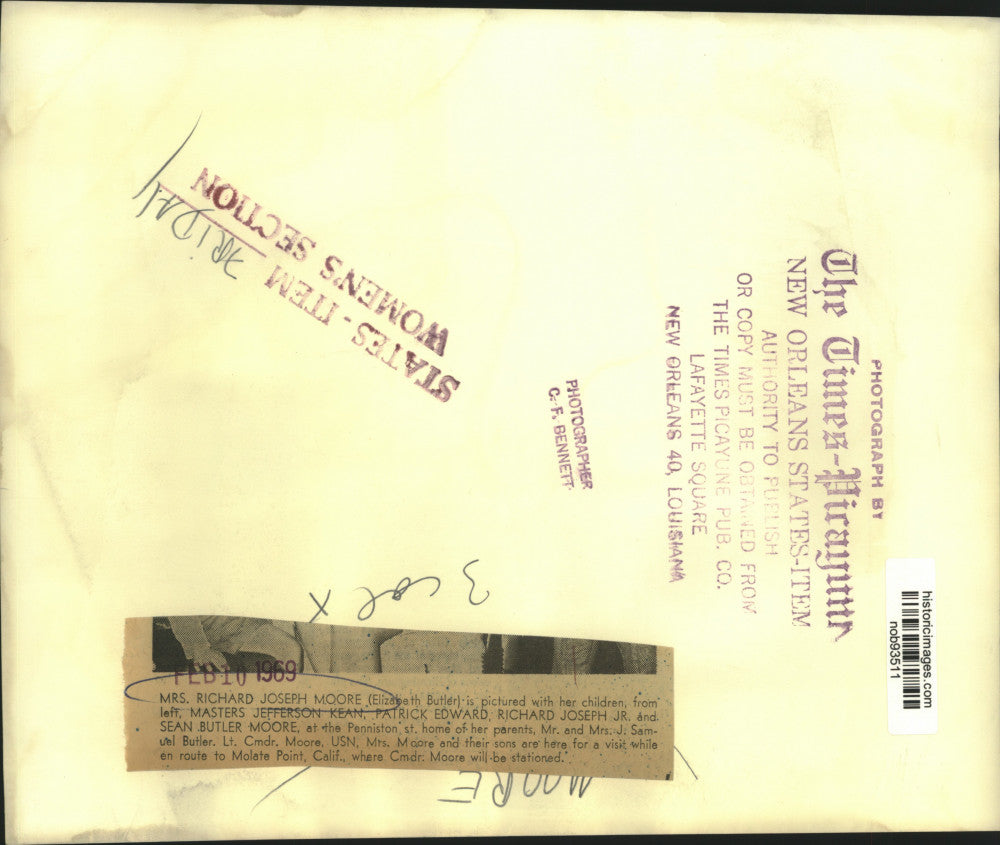 STATES-ITEM
WOMEN'S SECTION
FRIDAY
PHOTOGRAPH BY
The Times-Picayune
NEW ORLEANS STATES-ITEM
AUTHORITY TO PUBLISH
OR COPY MUST BE OBTAINED FROM
THE TIMES PICAYUNE PUB. CO.
LAFAYETTE SQUARE
NEW ORLEANS 40, LOUISIANA
PHOTOGRAPHER
C. F. BENNETT
historicimages.com
nob93511
3 col x
FEB 10 1969
MRS. RICHARD JOSEPH MOORE (Elizabeth Butler) is pictured with her children, from
left, MASTERS JEFFERSON KEAN, PATRICK EDWARD, RICHARD JOSEPH JR. and
SEAN BUTLER MOORE, at the Penniston st. home of her parents, Mr. and Mrs. J. Sam-
uel Butler. Lt. Cmdr. Moore, USN, Mrs. Moore and their sons are here for a visit while
en route to Molate Point, Calif., where Cmdr. Moore will be stationed.
MOORE